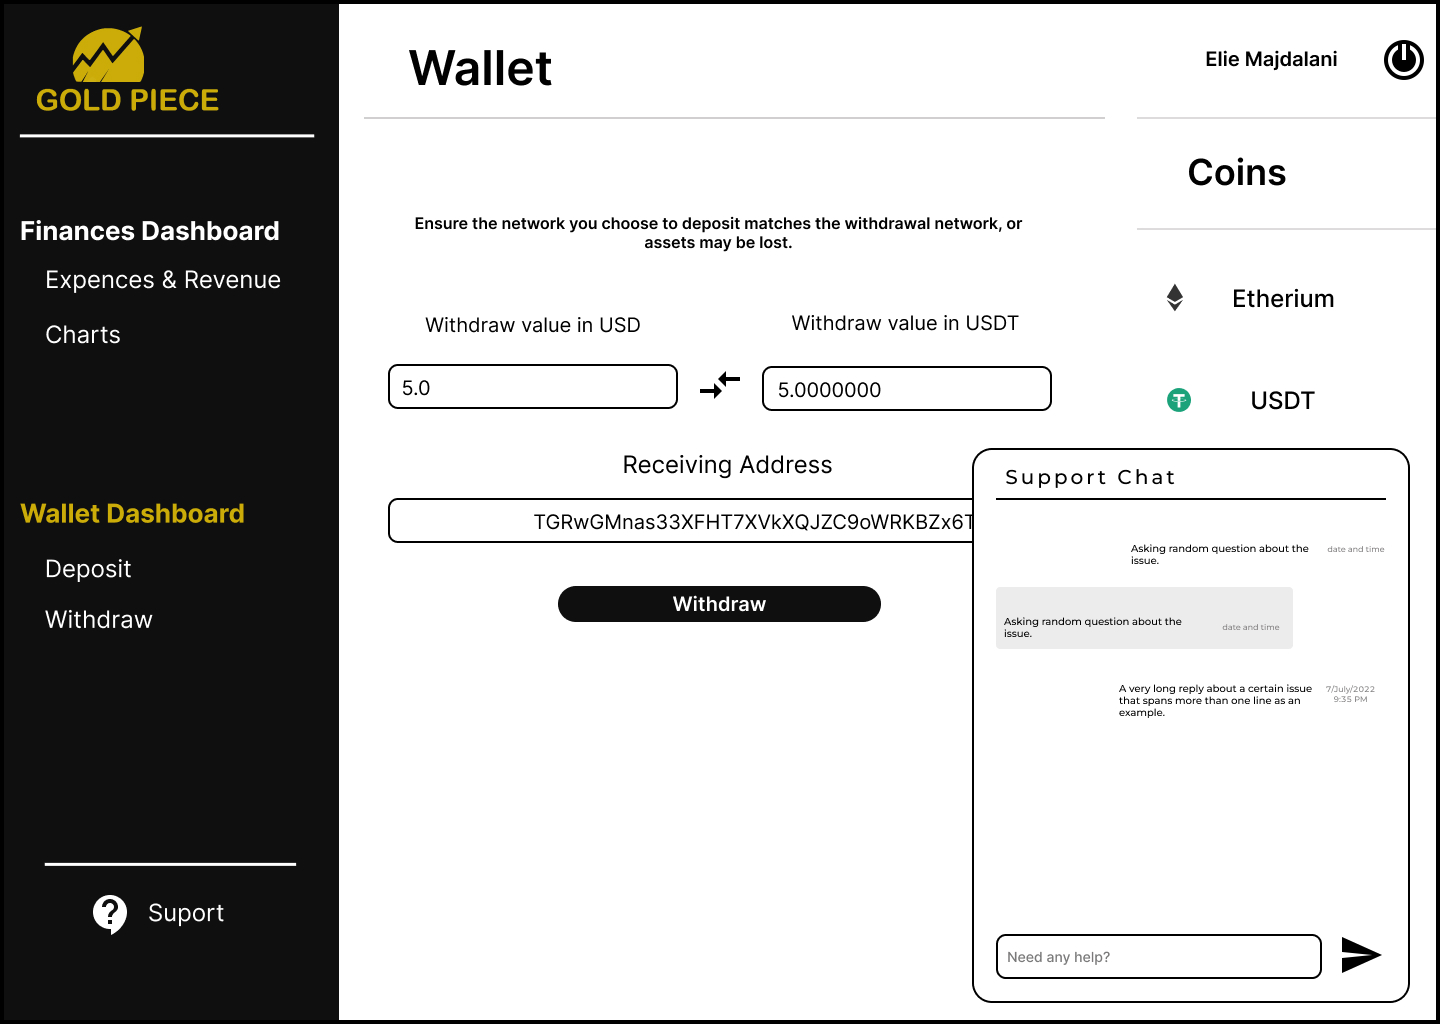 GOLD PIECE
Finances Dashboard
Expences & Revenue
Charts
Wallet Dashboard
Deposit
Withdraw
Suport
Wallet
Elie Majdalani
Ensure the network you choose to deposit matches the withdrawal network, or
assets may be lost.
Withdraw value in USD
Withdraw value in USDT
5.0
5.0000000
Receiving Address
TGRwGMnas33XFHT7XVkXQJZC9oWRKBZx6T
Withdraw
Coins
Etherium
USDT
Support Chat
Asking random question about the
issue.
date and time
Asking random question about the
issue.
date and time
A very long reply about a certain issue
that spans more than one line as an
example.
7/July/2022
9:35 PM
Need any help?